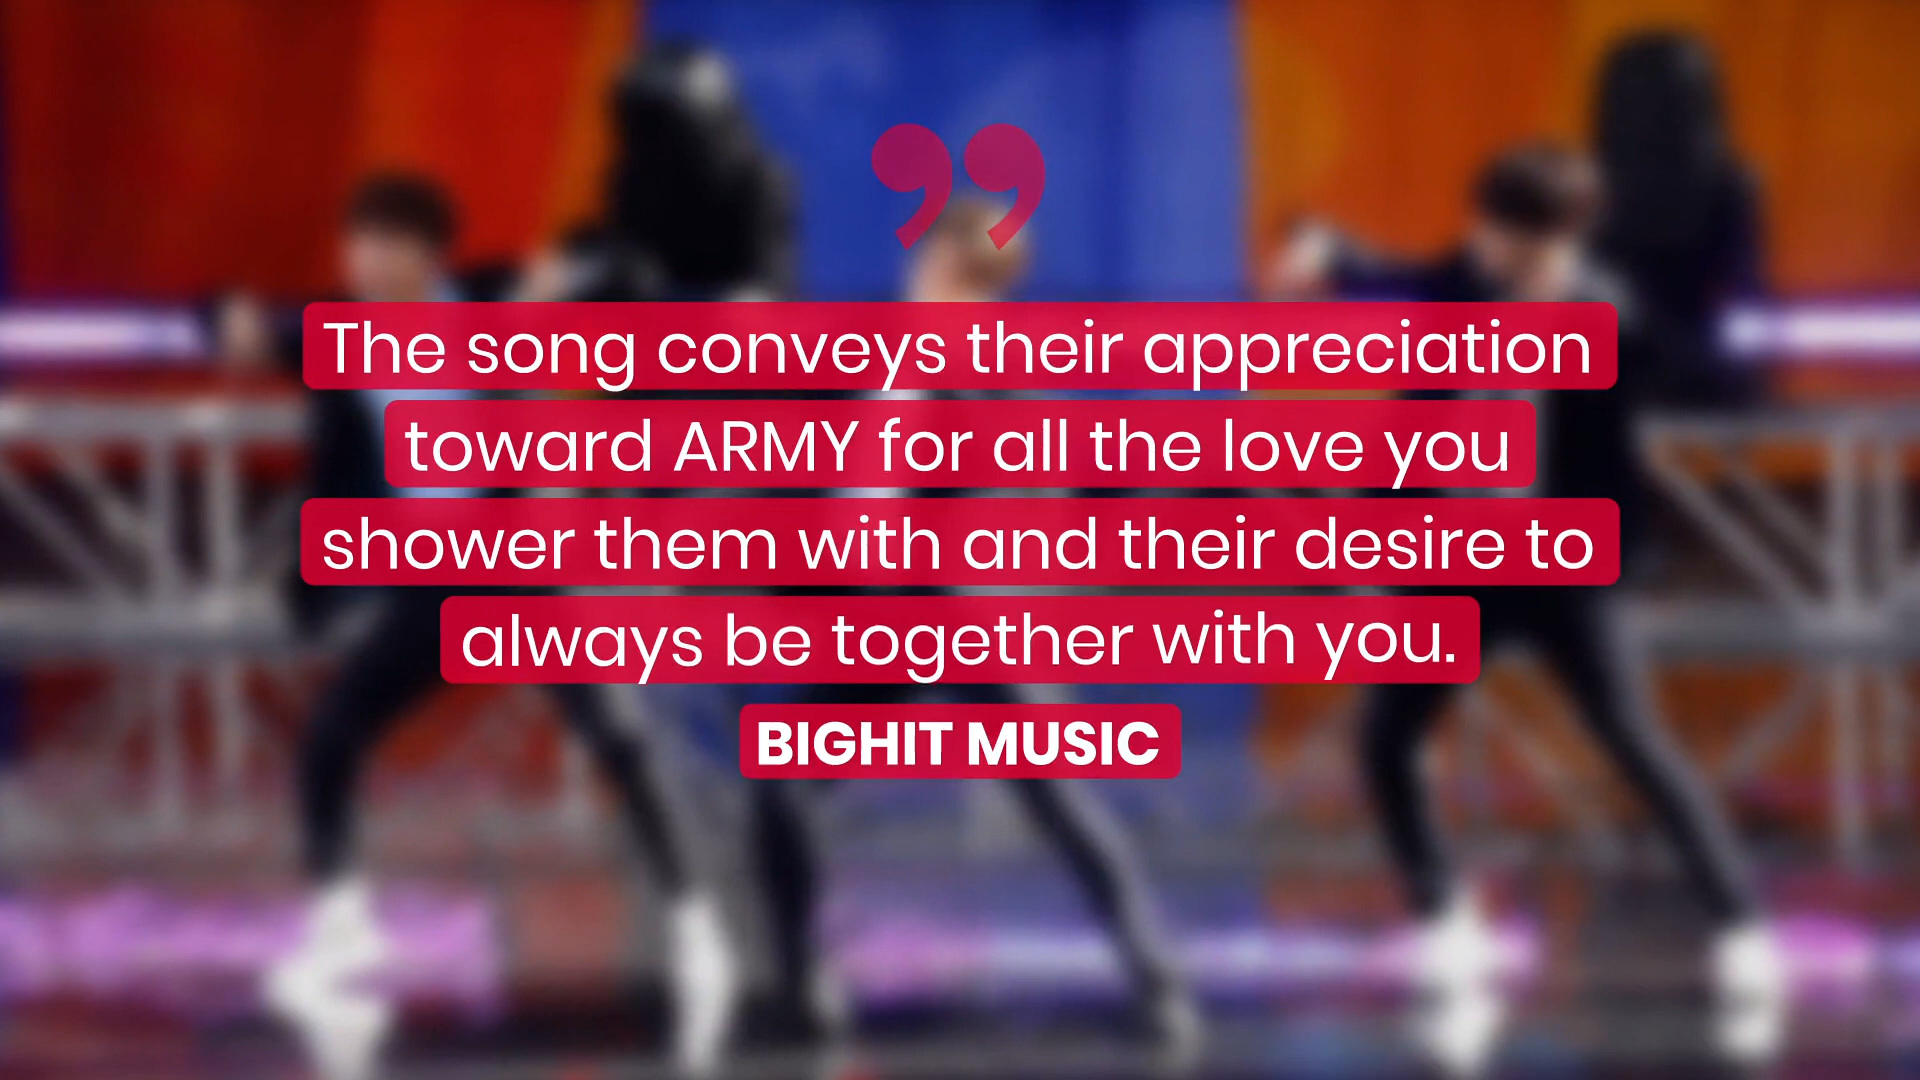 ”
The song conveys their appreciation
toward ARMY for all the love you
shower them with and their desire to
always be together with you.
BIGHIT MUSIC